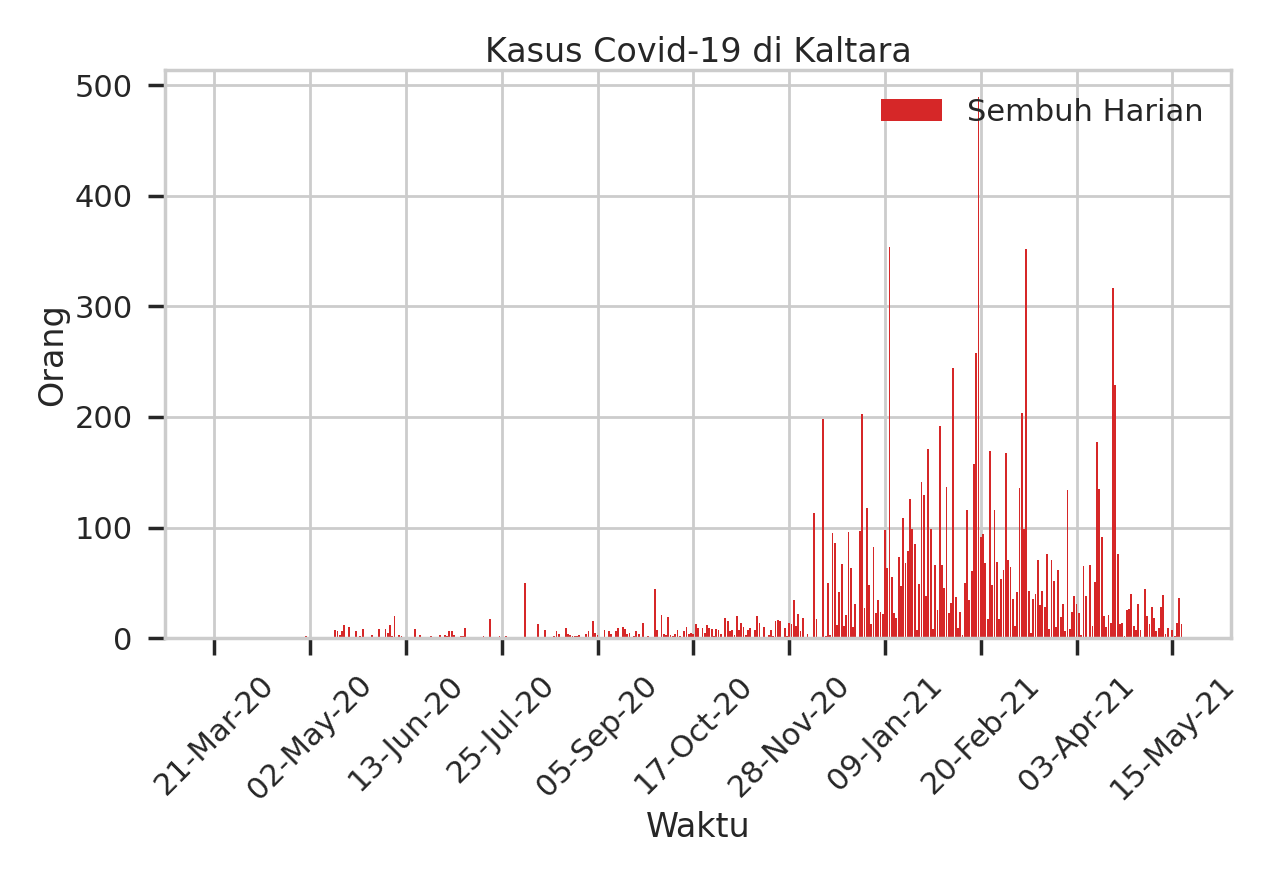 Kasus Covid-19 di Kaltara
Sembuh Harian
Orang
500
400
300
200
100
0
21-Mar-20
02-May-20
13-Jun-20
25-Jul-20
05-Sep-20
17-Oct-20
28-Nov-20
09-Jan-21
20-Feb-21
03-Apr-21
15-May-21
Waktu